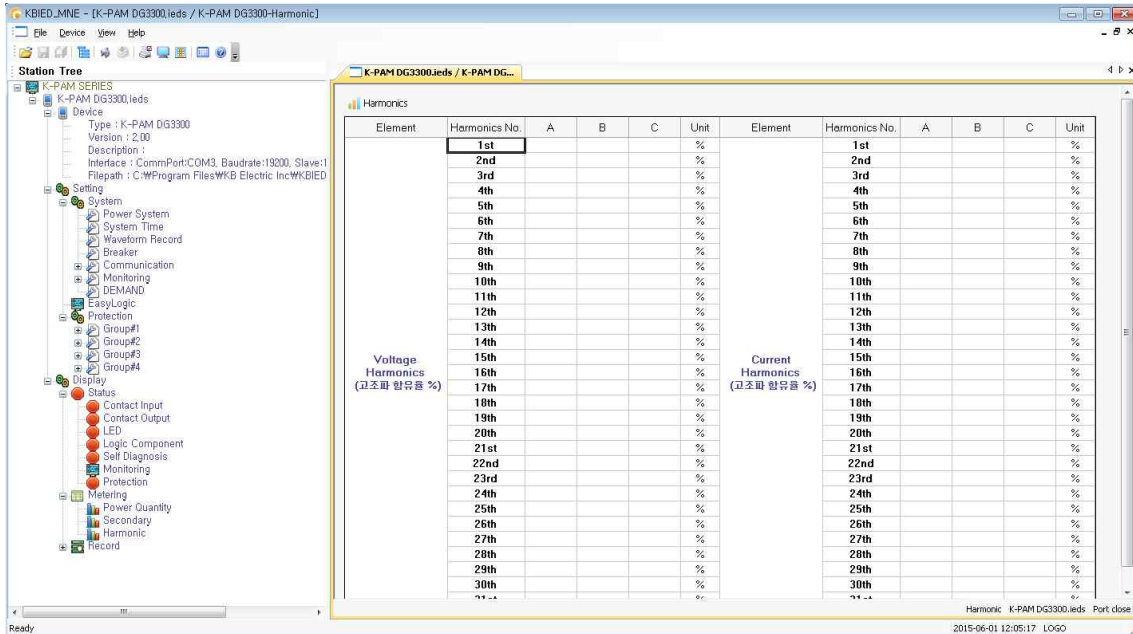 KBIED_MNE - [K-PAM DG3300.ieds / K-PAM DG3300-Harmonic]
File Device View Help
Station Tree
K-PAM SERIES
K-PAM DG3300.ieds
Device
Type : K-PAM DG3300
Version : 2.00
Description :
Interface : CommPort:COM3, Baudrate:19200, Slave:1
Filepath : C:₩Program Files₩KB Electric Inc₩KBIED
Setting
System
Power System
System Time
Waveform Record
Breaker
Communication
Monitoring
DEMAND
EasyLogic
Protection
Group#1
Group#2
Group#3
Group#4
Display
Status
Contact Input
Contact Output
LED
Logic Component
Self Diagnosis
Monitoring
Protection
Metering
Power Quantity
Secondary
Harmonic
Record
K-PAM DG3300.ieds / K-PAM DG...
Harmonics
Element Harmonics No. A B C Unit Element Harmonics No. A B C Unit
1st % 1st %
2nd % 2nd %
3rd % 3rd %
4th % 4th %
5th % 5th %
6th % 6th %
7th % 7th %
8th % 8th %
9th % 9th %
10th % 10th %
11th % 11th %
12th % 12th %
13th % 13th %
14th % 14th %
Voltage 15th % Current 15th %
Harmonics 16th % Harmonics 16th %
(고조파 함유율 %) 17th % (고조파 함유율 %) 17th %
18th % 18th %
19th % 19th %
20th % 20th %
21st % 21st %
22nd % 22nd %
23rd % 23rd %
24th % 24th %
25th % 25th %
26th % 26th %
27th % 27th %
28th % 28th %
29th % 29th %
30th % 30th %
Harmonic K-PAM DG3300.ieds Port close
Ready 2015-06-01 12:05:17 LOGO